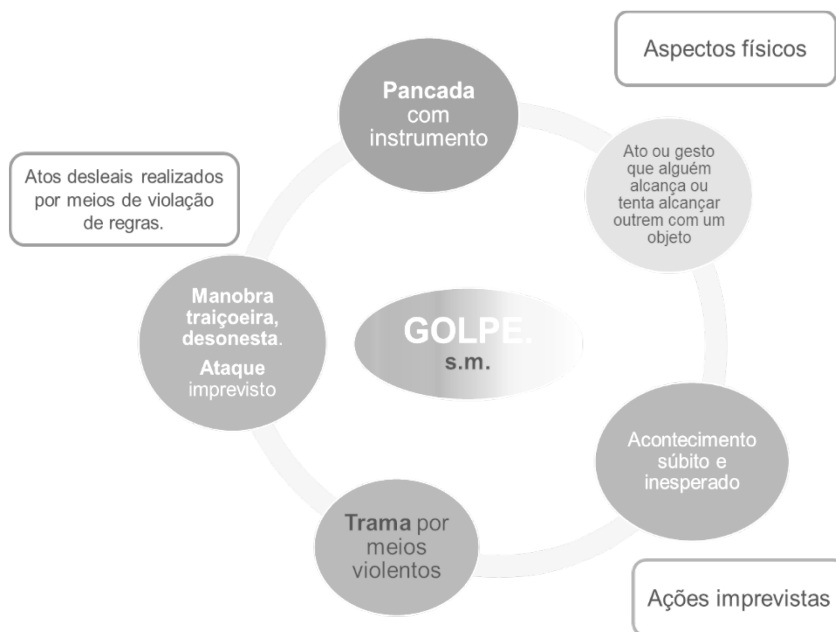 Aspectos físicos
Pancada
com
instrumento
Ato ou gesto
que alguém
alcança ou
tenta alcançar
outrem com um
objeto
Atos desleais realizados
por meios de violação
de regras.
Manobra
traiçoeira,
desonesta.
Ataque
imprevisto
GOLPE.
s.m.
Acontecimento
súbito e
inesperado
Trama por
meios
violentos
Ações imprevistas